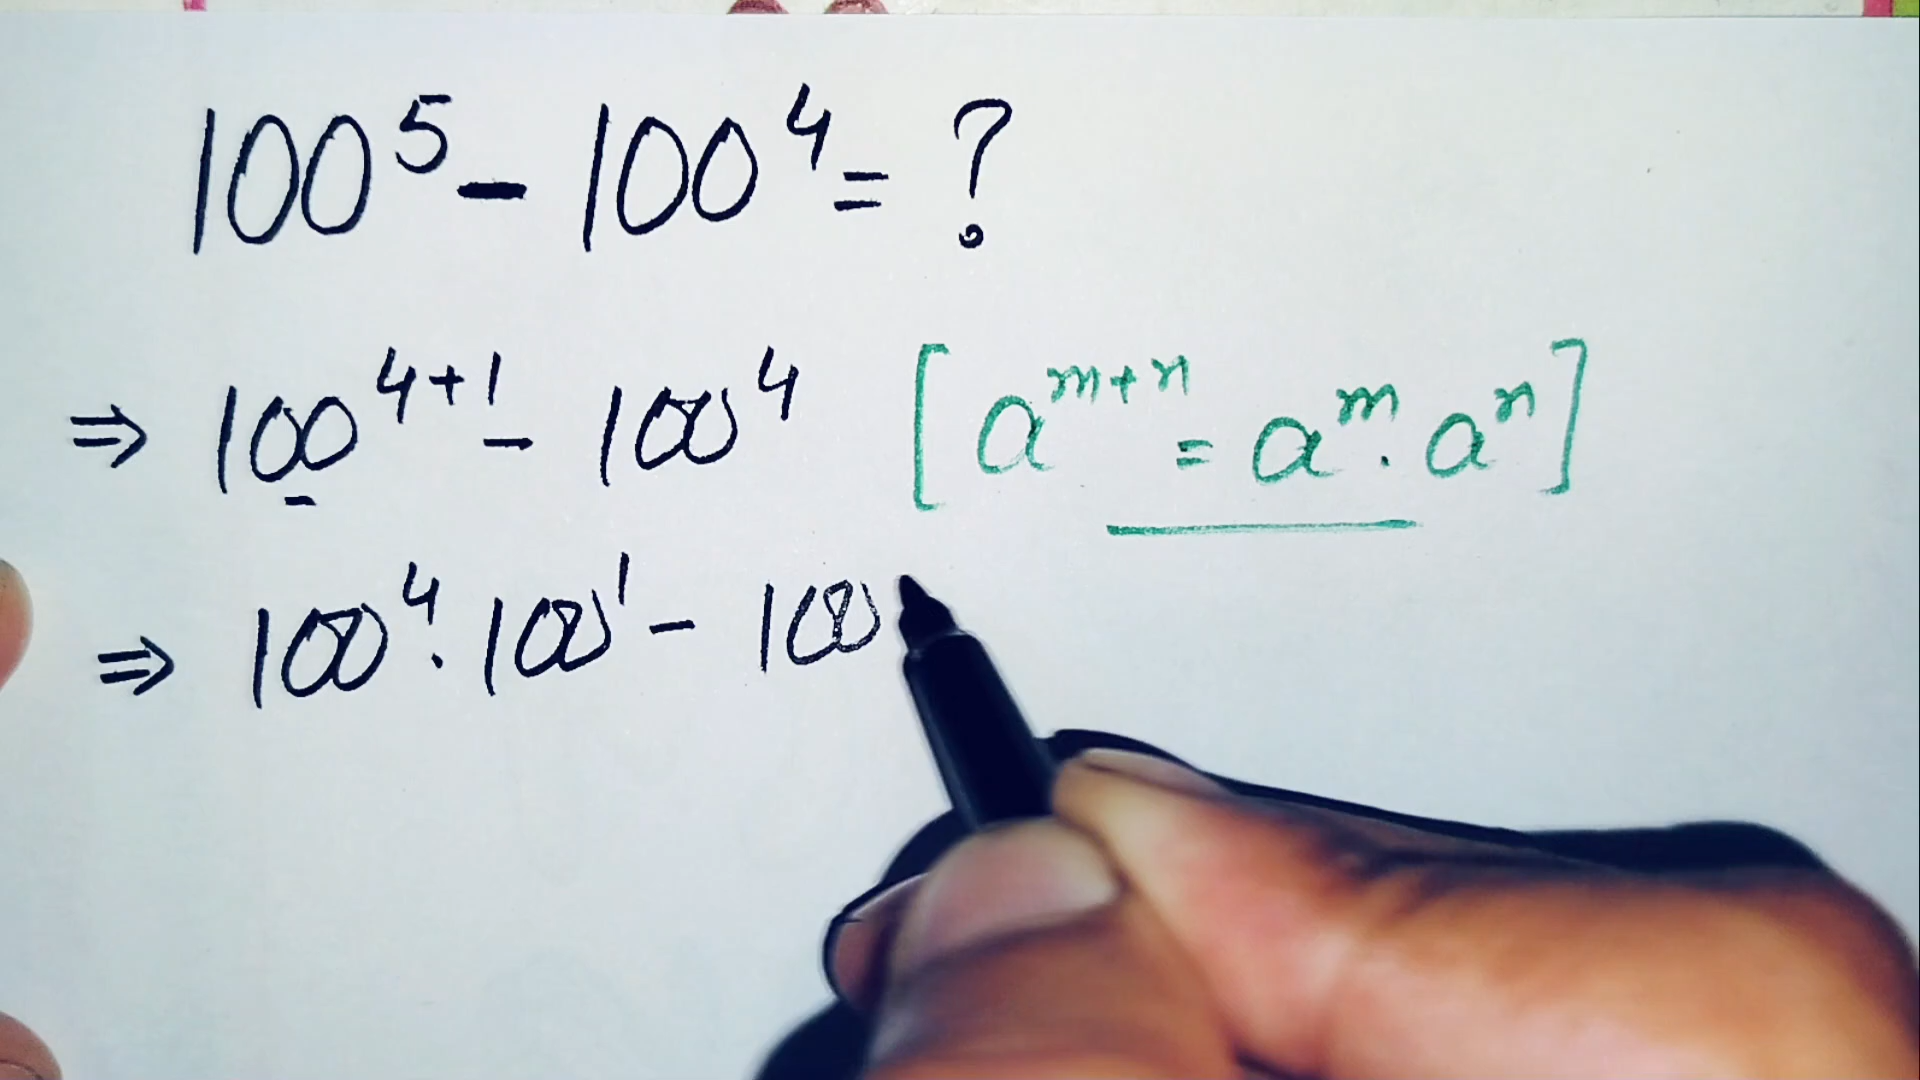 100⁵ - 100⁴ = ?
⇒ 100⁴⁺¹ - 100⁴ [aᵐ⁺ⁿ = aᵐ . aⁿ]
⇒ 100⁴ . 100¹ - 100